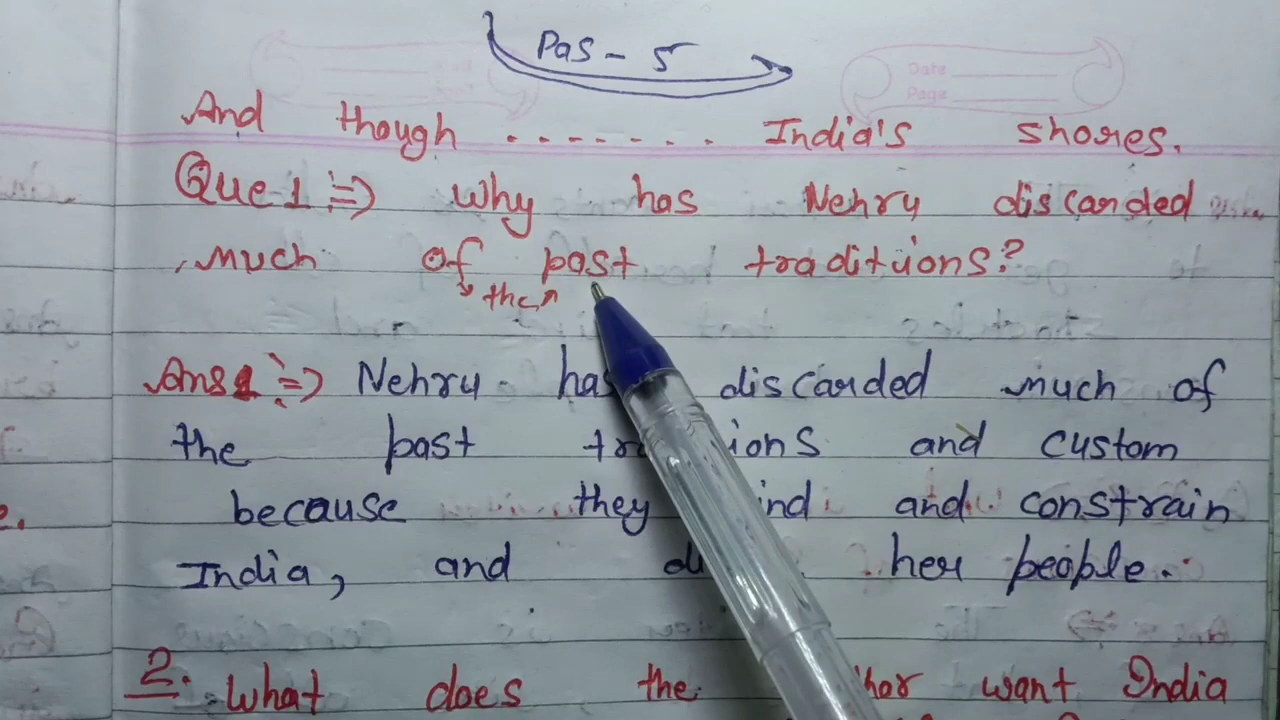 Pas - 5
Date
Page
And though ........ India's shores.
Que 1 => Why has Nehru discarded
much of past traditions?
the
Ans 1 => Nehru has discarded much of
the past and custom
because they and constrain
India, and her people.
2. What does the want India